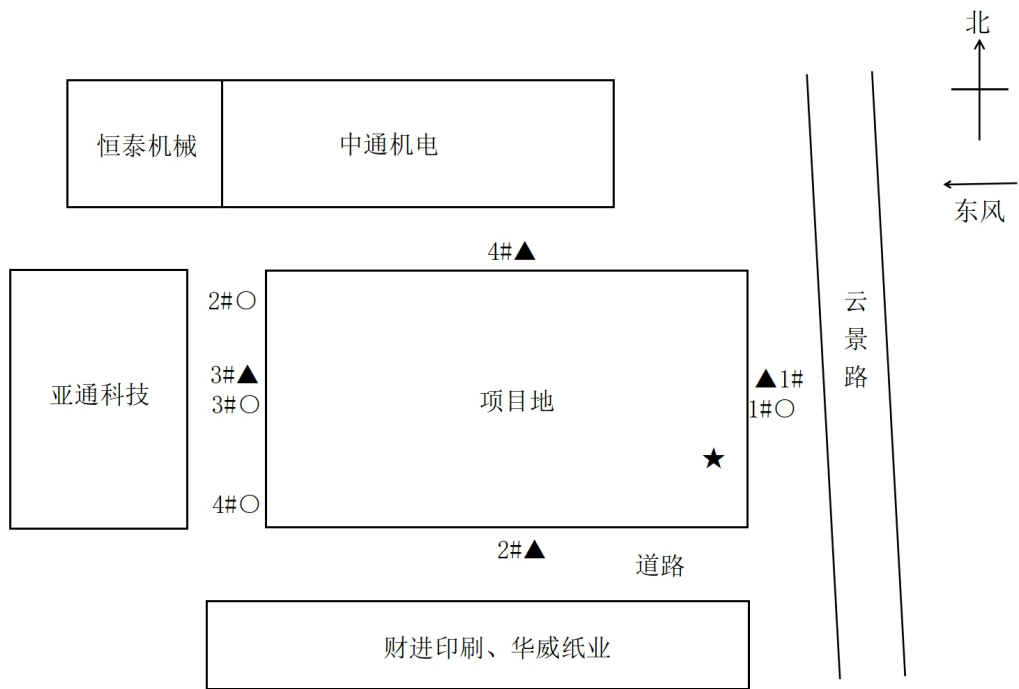 北
恒泰机械
中通机电
东风
4#▲
2#○
云景路
3#▲
▲1#
亚通科技
3#○
项目地
1#○
★
4#○
2#▲
道路
财进印刷、华威纸业